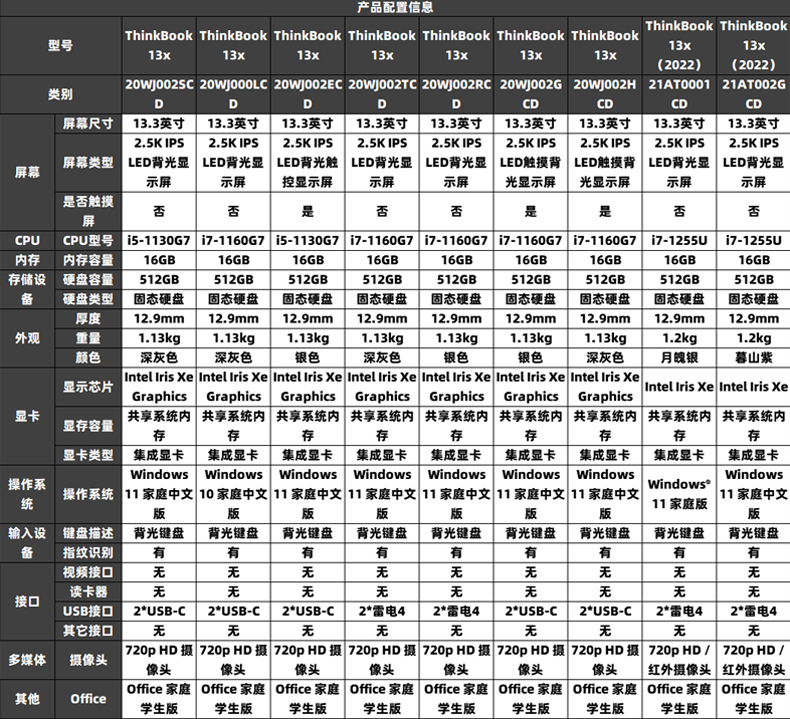 产品配置信息
型号 ThinkBook 13x ThinkBook 13x ThinkBook 13x ThinkBook 13x ThinkBook 13x ThinkBook 13x ThinkBook 13x ThinkBook 13x（2022） ThinkBook 13x（2022）
类别 20WJ002SCD 20WJ000LCD 20WJ002ECD 20WJ002TCD 20WJ002RCD 20WJ002GCD 20WJ002HCD 21AT0001CD 21AT002GCD
屏幕 屏幕尺寸 13.3英寸 13.3英寸 13.3英寸 13.3英寸 13.3英寸 13.3英寸 13.3英寸 13.3英寸 13.3英寸
屏幕类型 2.5K IPS LED背光显示屏 2.5K IPS LED背光显示屏 2.5K IPS LED背光触控显示屏 2.5K IPS LED背光显示屏 2.5K IPS LED背光显示屏 2.5K IPS LED触摸背光显示屏 2.5K IPS LED触摸背光显示屏 2.5K IPS LED背光显示屏 2.5K IPS LED背光显示屏
是否触摸屏 否 否 是 否 否 是 是 否 否
CPU CPU型号 i5-1130G7 i7-1160G7 i5-1130G7 i7-1160G7 i7-1160G7 i7-1160G7 i7-1160G7 i7-1255U i7-1255U
内存 内存容量 16GB 16GB 16GB 16GB 16GB 16GB 16GB 16GB 16GB
存储设备 硬盘容量 512GB 512GB 512GB 512GB 512GB 512GB 512GB 512GB 512GB
硬盘类型 固态硬盘 固态硬盘 固态硬盘 固态硬盘 固态硬盘 固态硬盘 固态硬盘 固态硬盘 固态硬盘
外观 厚度 12.9mm 12.9mm 12.9mm 12.9mm 12.9mm 12.9mm 12.9mm 12.9mm 12.9mm
重量 1.13kg 1.13kg 1.13kg 1.13kg 1.13kg 1.13kg 1.13kg 1.2kg 1.2kg
颜色 深灰色 深灰色 银色 深灰色 银色 银色 深灰色 月魄银 暮山紫
显卡 显示芯片 Intel Iris Xe Graphics Intel Iris Xe Graphics Intel Iris Xe Graphics Intel Iris Xe Graphics Intel Iris Xe Graphics Intel Iris Xe Graphics Intel Iris Xe Graphics Intel Iris Xe Intel Iris Xe
显存容量 共享系统内存 共享系统内存 共享系统内存 共享系统内存 共享系统内存 共享系统内存 共享系统内存 共享系统内存 共享系统内存
显卡类型 集成显卡 集成显卡 集成显卡 集成显卡 集成显卡 集成显卡 集成显卡 集成显卡 集成显卡
操作系统 操作系统 Windows 11 家庭中文版 Windows 10 家庭中文版 Windows 11 家庭中文版 Windows 11 家庭中文版 Windows 11 家庭中文版 Windows 11 家庭中文版 Windows 11 家庭中文版 Windows® 11 家庭版 Windows 11 家庭中文版
输入设备 键盘描述 背光键盘 背光键盘 背光键盘 背光键盘 背光键盘 背光键盘 背光键盘 背光键盘 背光键盘
指纹识别 有 有 有 有 有 有 有 有 有
接口 视频接口 无 无 无 无 无 无 无 无 无
读卡器 无 无 无 无 无 无 无 无 无
USB接口 2*USB-C 2*USB-C 2*USB-C 2*雷电4 2*雷电4 2*USB-C 2*USB-C 2*雷电4 2*雷电4
其它接口 无 无 无 无 无 无 无 无 无
多媒体 摄像头 720p HD 摄像头 720p HD 摄像头 720p HD 摄像头 720p HD 摄像头 720p HD 摄像头 720p HD 摄像头 720p HD 摄像头 720p HD / 红外摄像头 720p HD / 红外摄像头
其他 Office Office 家庭学生版 Office 家庭学生版 Office 家庭学生版 Office 家庭学生版 Office 家庭学生版 Office 家庭学生版 Office 家庭学生版 Office 家庭学生版 Office 家庭学生版